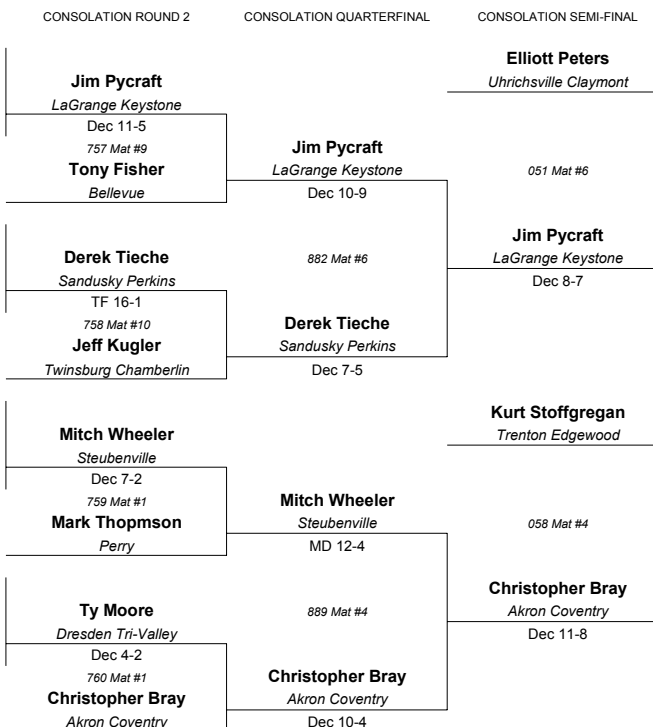 CONSOLATION ROUND 2
CONSOLATION QUARTERFINAL
CONSOLATION SEMI-FINAL
Jim Pycraft
LaGrange Keystone
Dec 11-5
757 Mat #9
Tony Fisher
Bellevue
Derek Tieche
Sandusky Perkins
TF 16-1
758 Mat #10
Jeff Kugler
Twinsburg Chamberlin
Mitch Wheeler
Steubenville
Dec 7-2
759 Mat #1
Mark Thopmson
Perry
Ty Moore
Dresden Tri-Valley
Dec 4-2
760 Mat #1
Christopher Bray
Akron Coventry
Jim Pycraft
LaGrange Keystone
Dec 10-9
882 Mat #6
Derek Tieche
Sandusky Perkins
Dec 7-5
Mitch Wheeler
Steubenville
MD 12-4
889 Mat #4
Christopher Bray
Akron Coventry
Dec 10-4
Elliott Peters
Uhrichsville Claymont
051 Mat #6
Jim Pycraft
LaGrange Keystone
Dec 8-7
Kurt Stoffgregan
Trenton Edgewood
058 Mat #4
Christopher Bray
Akron Coventry
Dec 11-8